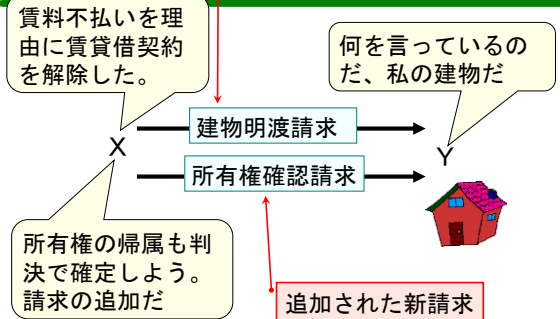 賃料不払いを理
由に賃貸借契約
を解除した。
何を言っているの
だ、私の建物だ
建物明渡請求
X
Y
所有権確認請求
所有権の帰属も判
決で確定しよう。
請求の追加だ
追加された新請求